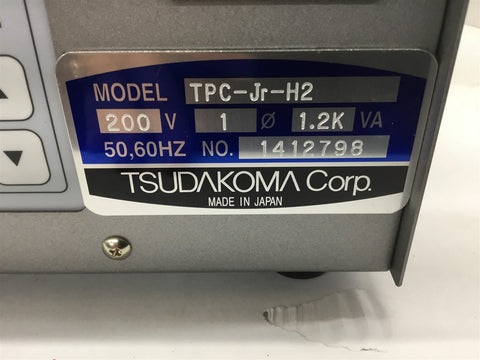 MODEL TPC-Jr-H2
200 V 1 Ø 1.2K VA
50,60HZ NO. 1412798
TSUDAKOMA Corp.
MADE IN JAPAN